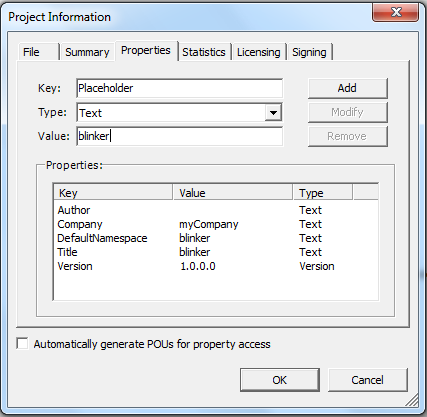 Project Information
File Summary Properties Statistics Licensing Signing
Key: Placeholder Add
Type: Text Modify
Value: blinker Remove
Properties:
Key Value Type
Author Text
Company myCompany Text
DefaultNamespace blinker Text
Title blinker Text
Version 1.0.0.0 Version
Automatically generate POUs for property access
OK Cancel